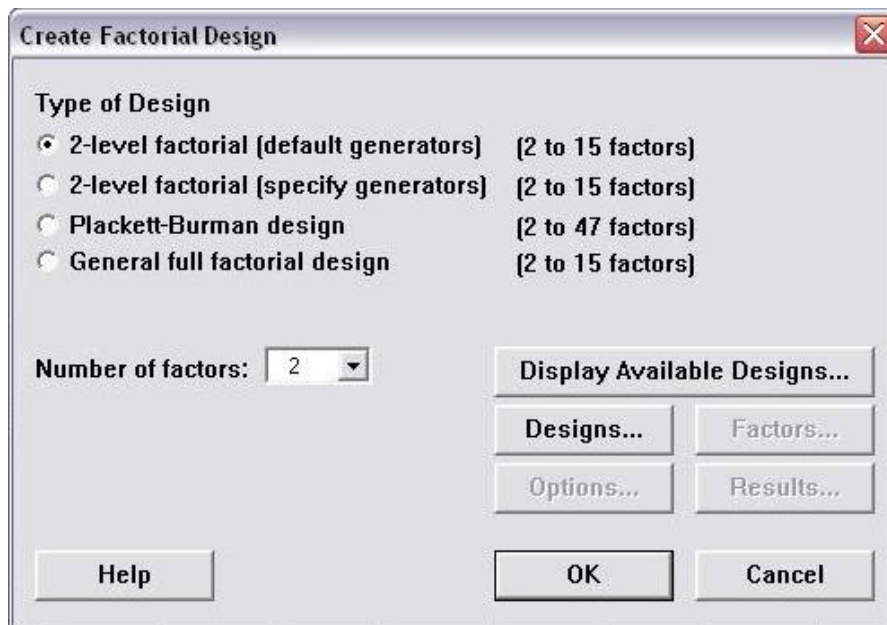 Create Factorial Design
Type of Design
2-level factorial (default generators) (2 to 15 factors)
2-level factorial (specify generators) (2 to 15 factors)
Plackett-Burman design (2 to 47 factors)
General full factorial design (2 to 15 factors)
Number of factors: 2
Display Available Designs...
Designs... Factors...
Options... Results...
Help OK Cancel